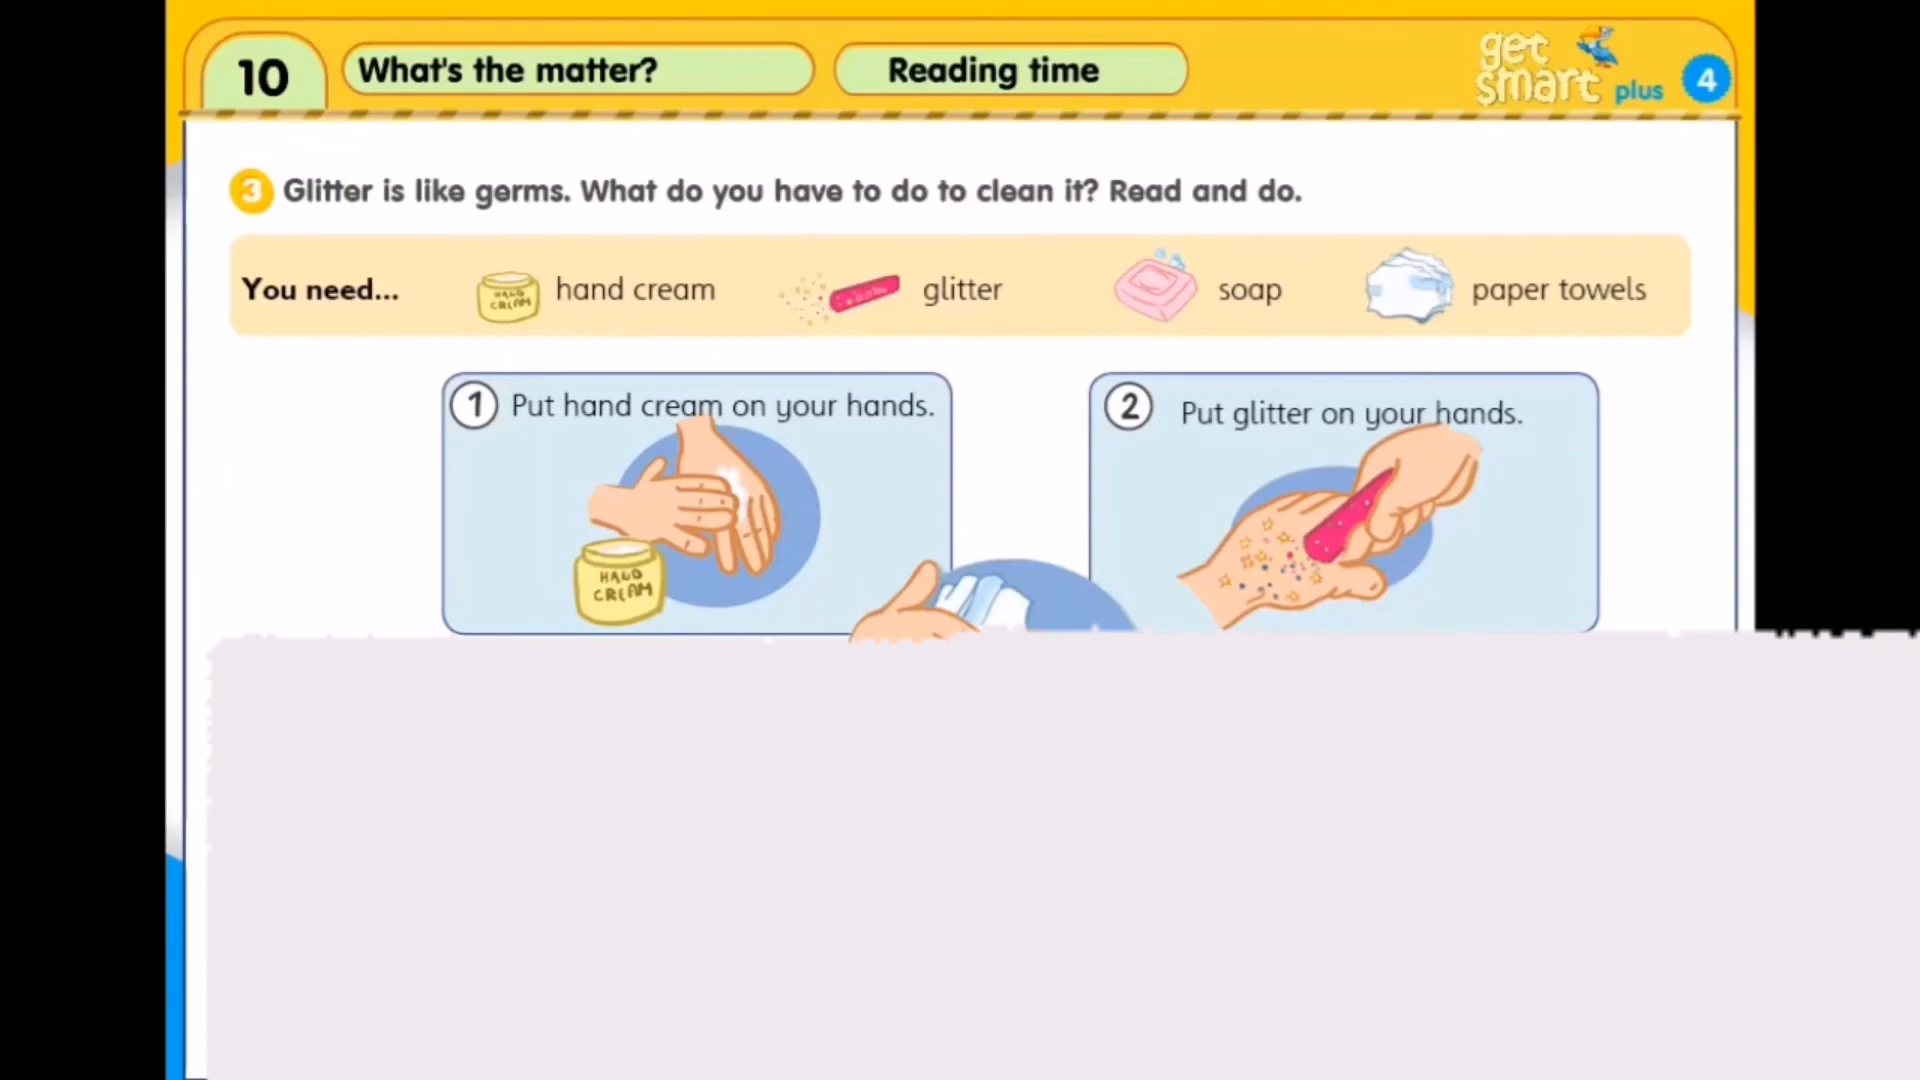 10
What's the matter?
Reading time
get
smart plus 4
3 Glitter is like germs. What do you have to do to clean it? Read and do.
You need... hand cream glitter soap paper towels
HAND
CREAM
1 Put hand cream on your hands.
HAND
CREAM
2 Put glitter on your hands.